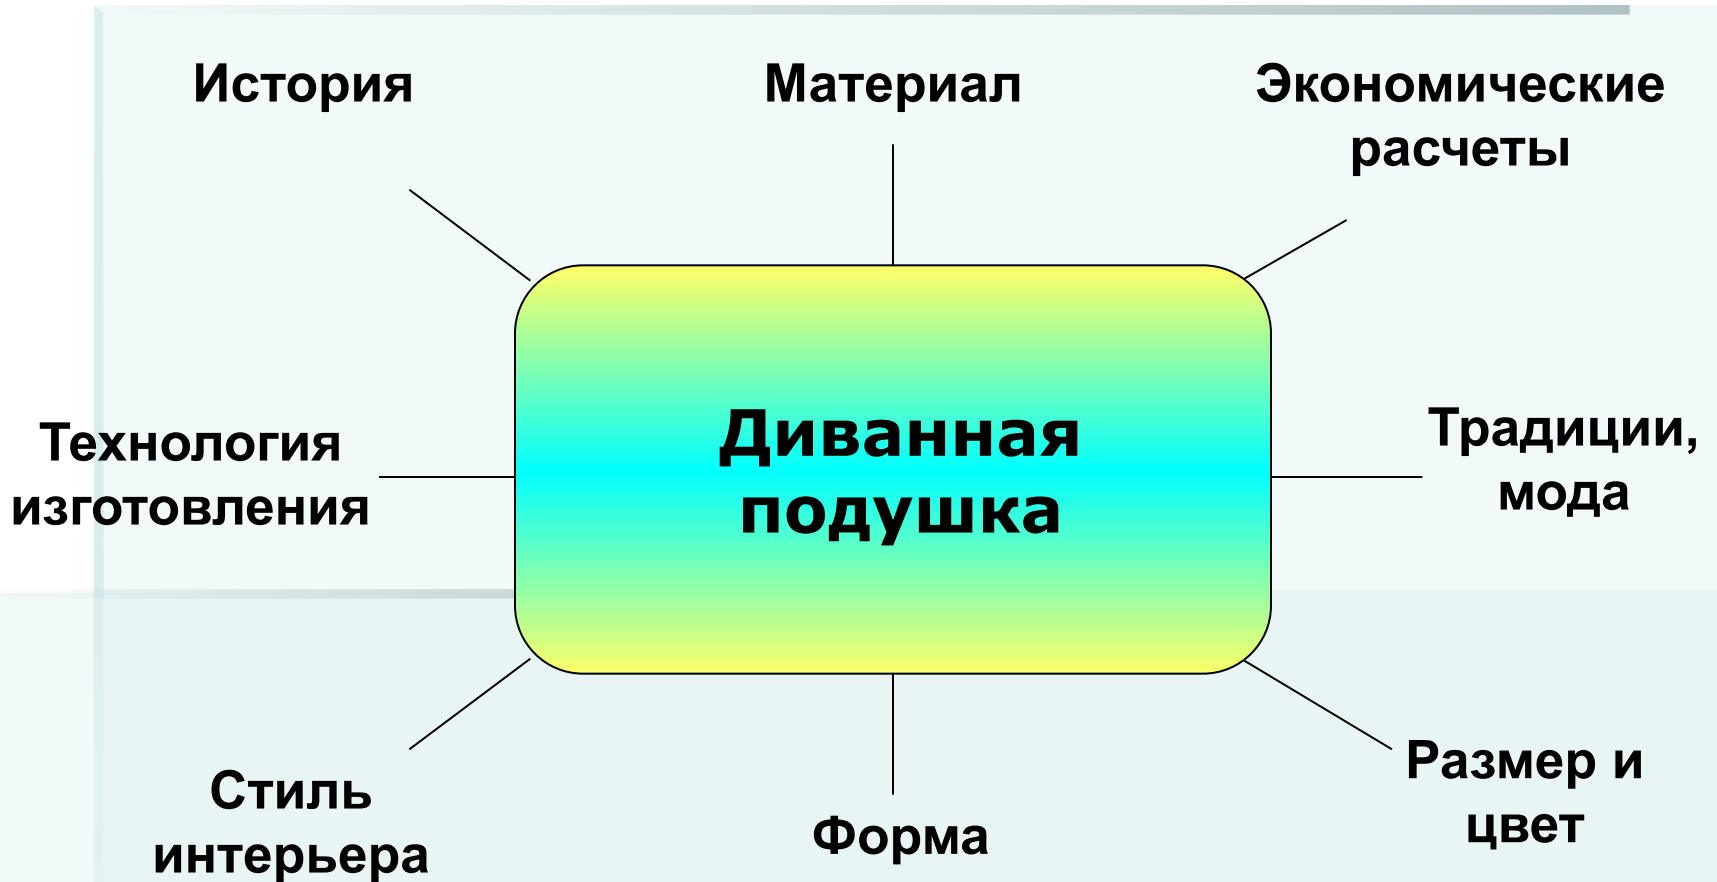 История
Материал
Экономические
расчеты
Технология
изготовления
Диванная
подушка
Традиции,
мода
Стиль
интерьера
Форма
Размер и
цвет